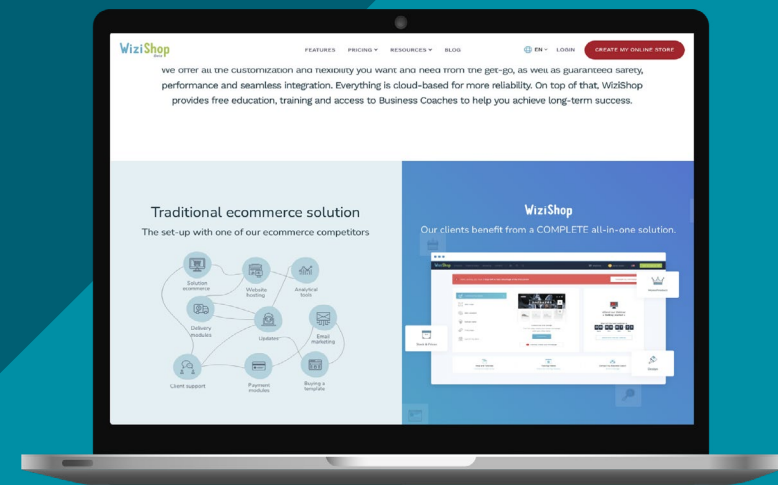 WiziShop
FEATURES PRICING RESOURCES BLOG EN LOGIN CREATE MY ONLINE STORE
We offer all the customization and flexibility you want and need from the get-go, as well as guaranteed safety,
performance and seamless integration. Everything is cloud-based for more reliability. On top of that, WiziShop
provides free education, training and access to Business Coaches to help you achieve long-term success.
Traditional ecommerce solution
The set-up with one of our ecommerce competitors
Solution
ecommerce
Website
hosting
Analytical
tools
Delivery
modules
Updates
Email
marketing
Client support
Payment
modules
Buying a
template
WiziShop
Our clients benefit from a COMPLETE all-in-one solution.
Design